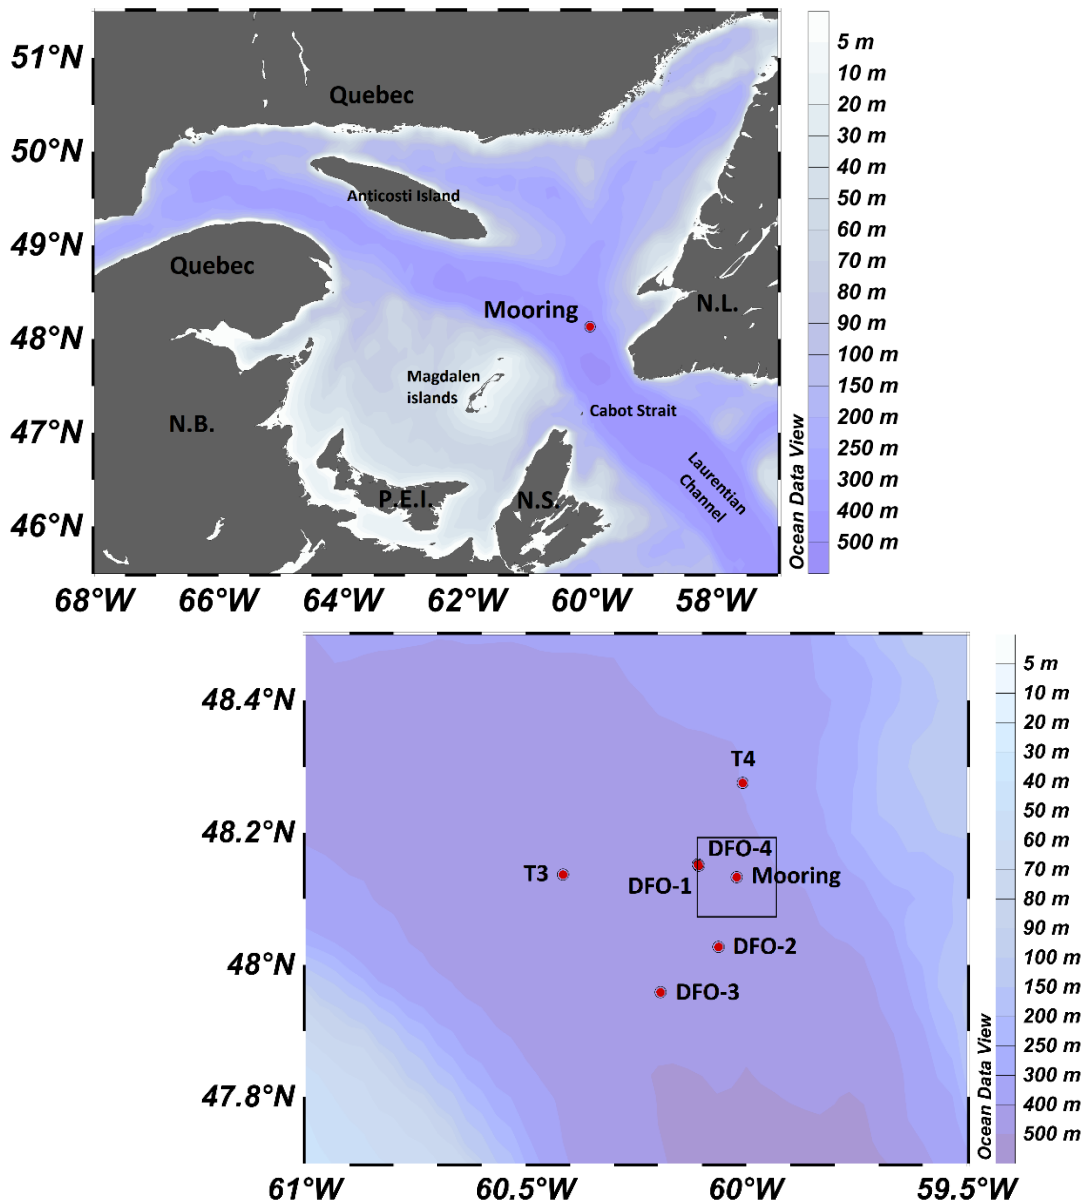 51°N
50°N
49°N
48°N
47°N
46°N
68°W
66°W
64°W
62°W
60°W
58°W
Quebec
Anticosti Island
Quebec
N.L.
Mooring
Magdalen
islands
Cabot Strait
N.B.
Laurentian
Channel
P.E.I.
N.S.
Ocean Data View
5 m
10 m
20 m
30 m
40 m
50 m
60 m
70 m
80 m
90 m
100 m
150 m
200 m
250 m
300 m
400 m
500 m
48.4°N
48.2°N
48°N
47.8°N
61°W
60.5°W
60°W
59.5°W
T4
DFO-4
T3
DFO-1
Mooring
DFO-2
DFO-3
Ocean Data View
5 m
10 m
20 m
30 m
40 m
50 m
60 m
70 m
80 m
90 m
100 m
150 m
200 m
250 m
300 m
400 m
500 m